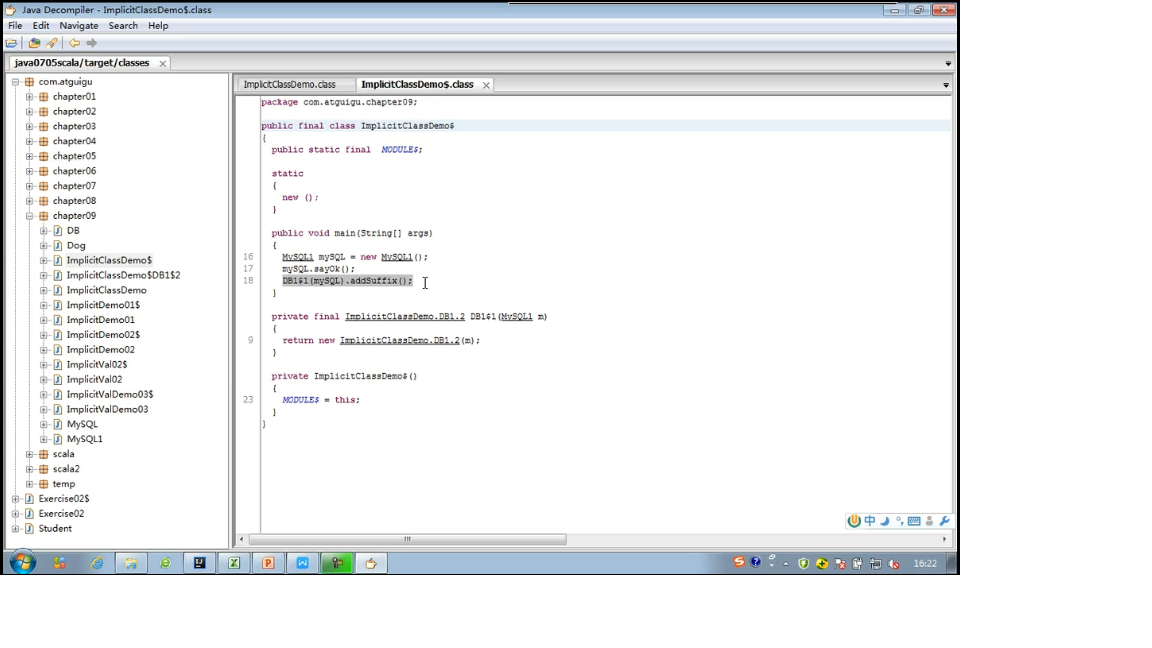 Java Decompiler - ImplicitClassDemo$.class
File Edit Navigate Search Help
java0705scala/target/classes
com.atguigu
chapter01
chapter02
chapter03
chapter04
chapter05
chapter06
chapter07
chapter08
chapter09
DB
Dog
ImplicitClassDemo$
ImplicitClassDemo$DB1$2
ImplicitClassDemo
ImplicitDemo01$
ImplicitDemo01
ImplicitDemo02$
ImplicitDemo02
ImplicitVal02$
ImplicitVal02
ImplicitValDemo03$
ImplicitValDemo03
MySQL
MySQL1
scala
scala2
temp
Exercise02$
Exercise02
Student
ImplicitClassDemo.class ImplicitClassDemo$.class
package com.atguigu.chapter09;
public final class ImplicitClassDemo$
{
public static final MODULE$;
static
{
new ();
}
public void main(String[] args)
{
16 MySQL1 mySQL = new MySQL1();
17 mySQL.sayOk();
18 DB1$1(mySQL).addSuffix();
}
private final ImplicitClassDemo.DB1.2 DB1$1(MySQL1 m)
{
9 return new ImplicitClassDemo.DB1.2(m);
}
private ImplicitClassDemo$()
{
23 MODULE$ = this;
}
}
中
16:22